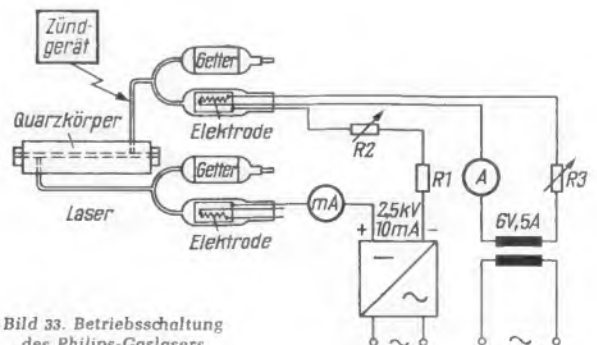 Zünd-
gerät
Getter
Quarzkörper
Elektrode
R2
Getter
R1
A
R3
Laser
mA
2,5kV
6V,5A
+ 10mA –
Elektrode
Bild 33. Betriebsschaltung
des Philips-Gaslasers